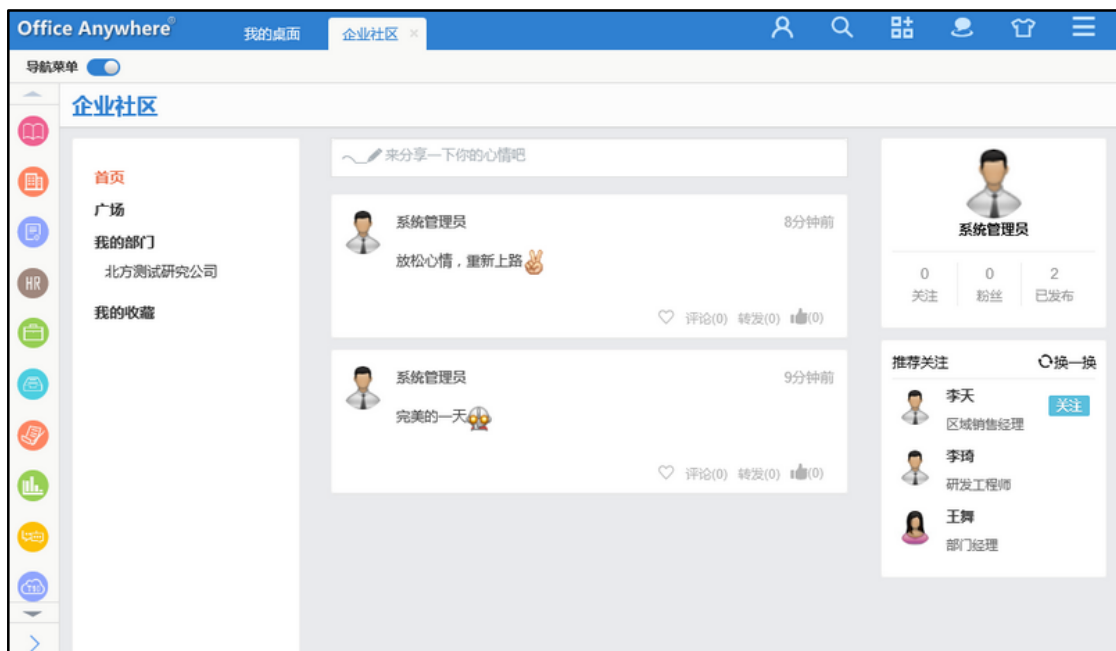 Office Anywhere®
我的桌面
企业社区 ×
导航菜单
企业社区
HR
首页
广场
我的部门
北方测试研究公司
我的收藏
来分享一下你的心情吧
系统管理员 8分钟前
放松心情，重新上路
评论(0) 转发(0) (0)
系统管理员 9分钟前
完美的一天
评论(0) 转发(0) (0)
系统管理员
0 0 2
关注 粉丝 已发布
推荐关注 换一换
李天 关注
区域销售经理
李琦
研发工程师
王舞
部门经理